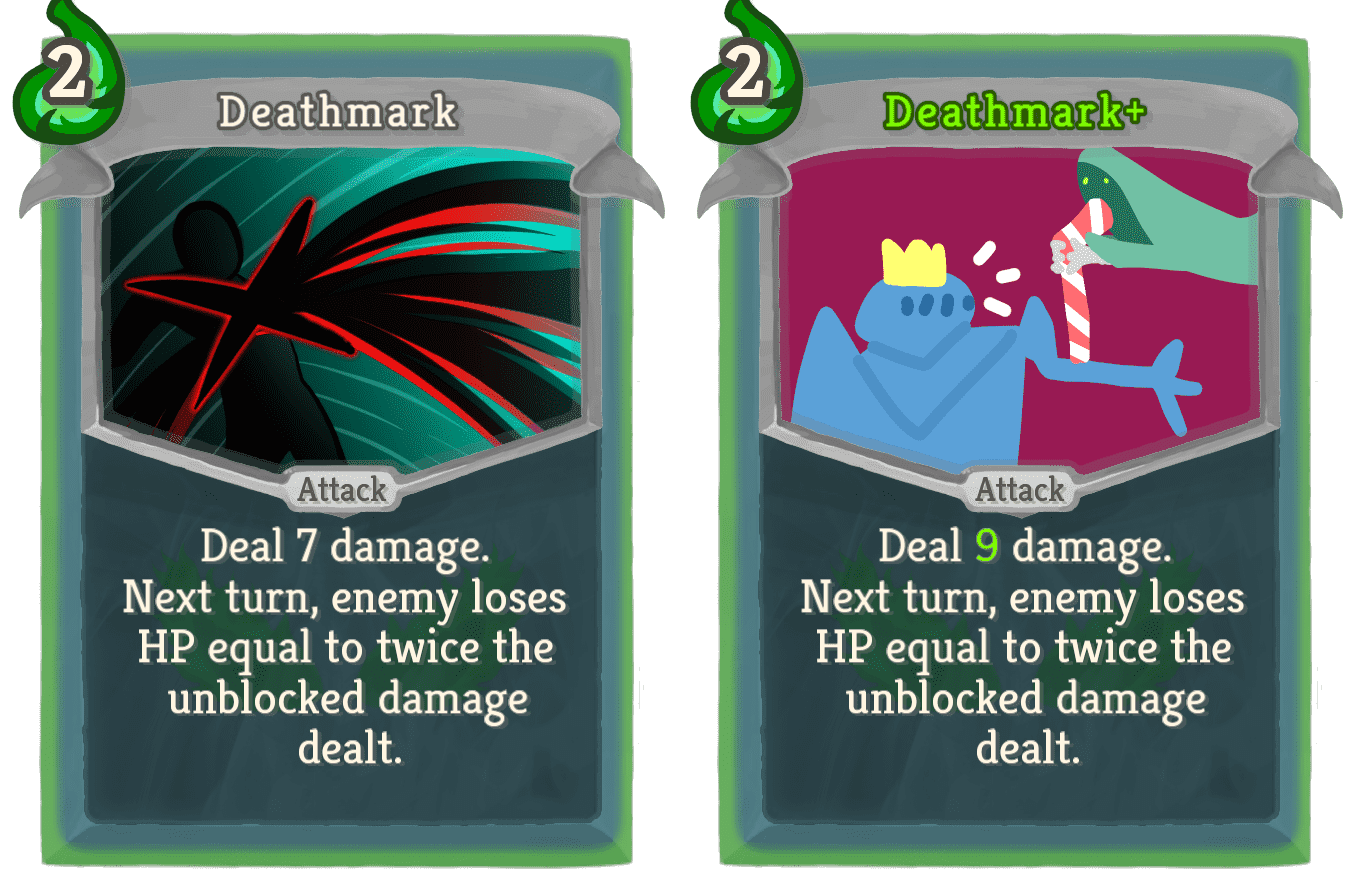 2
Deathmark
Attack
Deal 7 damage.
Next turn, enemy loses
HP equal to twice the
unblocked damage
dealt.
2
Deathmark+
Attack
Deal 9 damage.
Next turn, enemy loses
HP equal to twice the
unblocked damage
dealt.